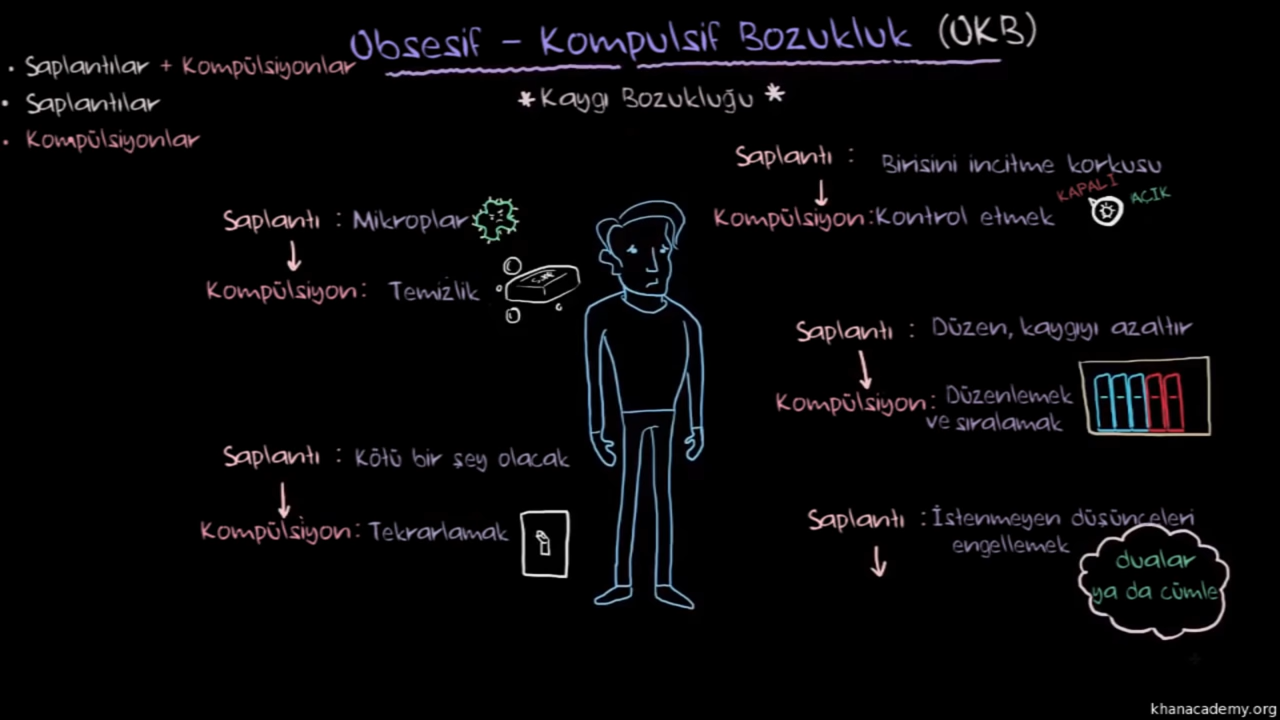 Obsesif - Kompulsif Bozukluk (OKB)
• Saplantılar + Kompülsiyonlar
• Saplantılar
• Kompülsiyonlar
*Kaygı Bozukluğu*
Saplantı : Mikroplar
Kompülsiyon: Temizlik
Saplantı : Kötü bir şey olacak
Kompülsiyon: Tekrarlamak
Saplantı : Birisini incitme korkusu
Kompülsiyon: Kontrol etmek
KAPALI AÇIK
Saplantı : Düzen, kaygıyı azaltır
Kompülsiyon: Düzenlemek
ve sıralamak
Saplantı : İstenmeyen düşünceleri
engellemek
dualar
ya da cümle
khanacademy.org